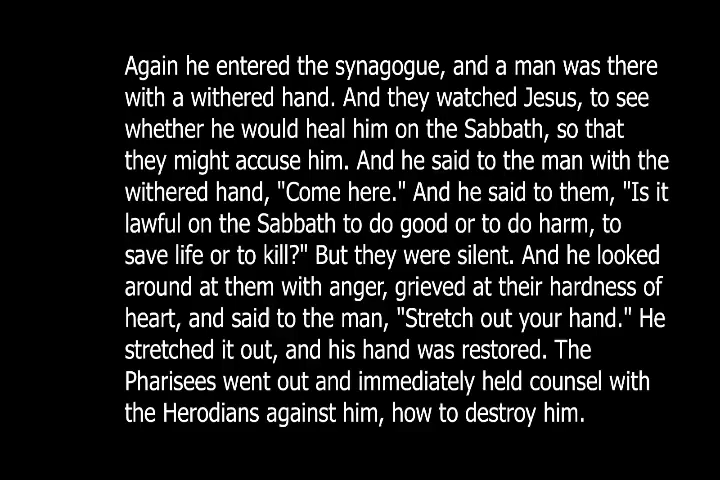 Again he entered the synagogue, and a man was there
with a withered hand. And they watched Jesus, to see
whether he would heal him on the Sabbath, so that
they might accuse him. And he said to the man with the
withered hand, "Come here." And he said to them, "Is it
lawful on the Sabbath to do good or to do harm, to
save life or to kill?" But they were silent. And he looked
around at them with anger, grieved at their hardness of
heart, and said to the man, "Stretch out your hand." He
stretched it out, and his hand was restored. The
Pharisees went out and immediately held counsel with
the Herodians against him, how to destroy him.